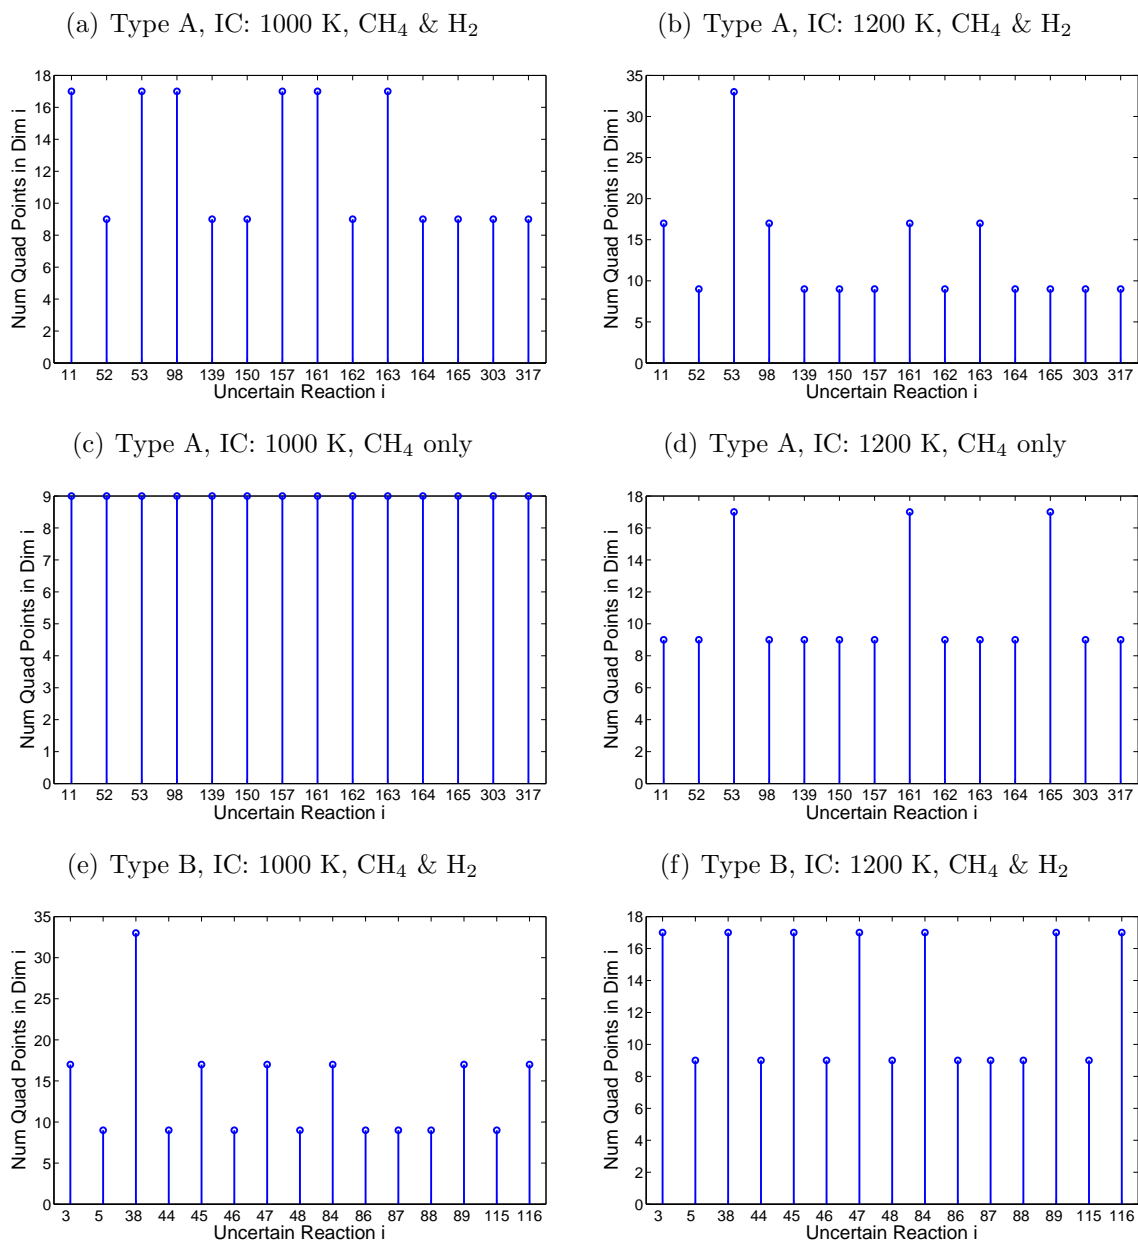 (a) Type A, IC: 1000 K, CH₄ & H₂
(b) Type A, IC: 1200 K, CH₄ & H₂
Num Quad Points in Dim i
18
16
14
12
10
8
6
4
2
0
11 52 53 98 139 150 157 161 162 163 164 165 303 317
Uncertain Reaction i
Num Quad Points in Dim i
35
30
25
20
15
10
5
0
11 52 53 98 139 150 157 161 162 163 164 165 303 317
Uncertain Reaction i
(c) Type A, IC: 1000 K, CH₄ only
(d) Type A, IC: 1200 K, CH₄ only
Num Quad Points in Dim i
9
8
7
6
5
4
3
2
1
0
11 52 53 98 139 150 157 161 162 163 164 165 303 317
Uncertain Reaction i
Num Quad Points in Dim i
18
16
14
12
10
8
6
4
2
0
11 52 53 98 139 150 157 161 162 163 164 165 303 317
Uncertain Reaction i
(e) Type B, IC: 1000 K, CH₄ & H₂
(f) Type B, IC: 1200 K, CH₄ & H₂
Num Quad Points in Dim i
35
30
25
20
15
10
5
0
3 5 38 44 45 46 47 48 84 86 87 88 89 115 116
Uncertain Reaction i
Num Quad Points in Dim i
18
16
14
12
10
8
6
4
2
0
3 5 38 44 45 46 47 48 84 86 87 88 89 115 116
Uncertain Reaction i